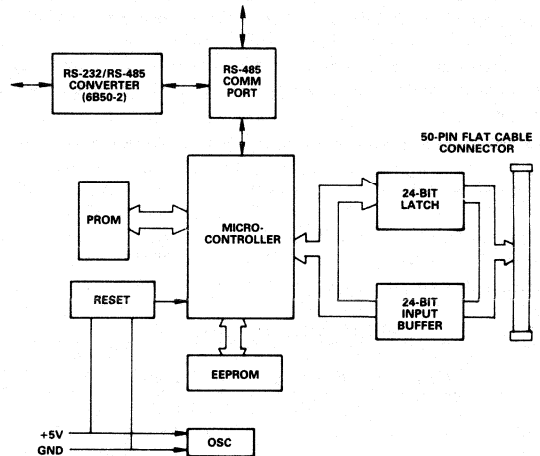 RS-232/RS-485
CONVERTER
(6B50-2)
RS-485
COMM
PORT
50-PIN FLAT CABLE
CONNECTOR
PROM
MICRO-
CONTROLLER
24-BIT
LATCH
RESET
24-BIT
INPUT
BUFFER
EEPROM
+5V
GND
OSC